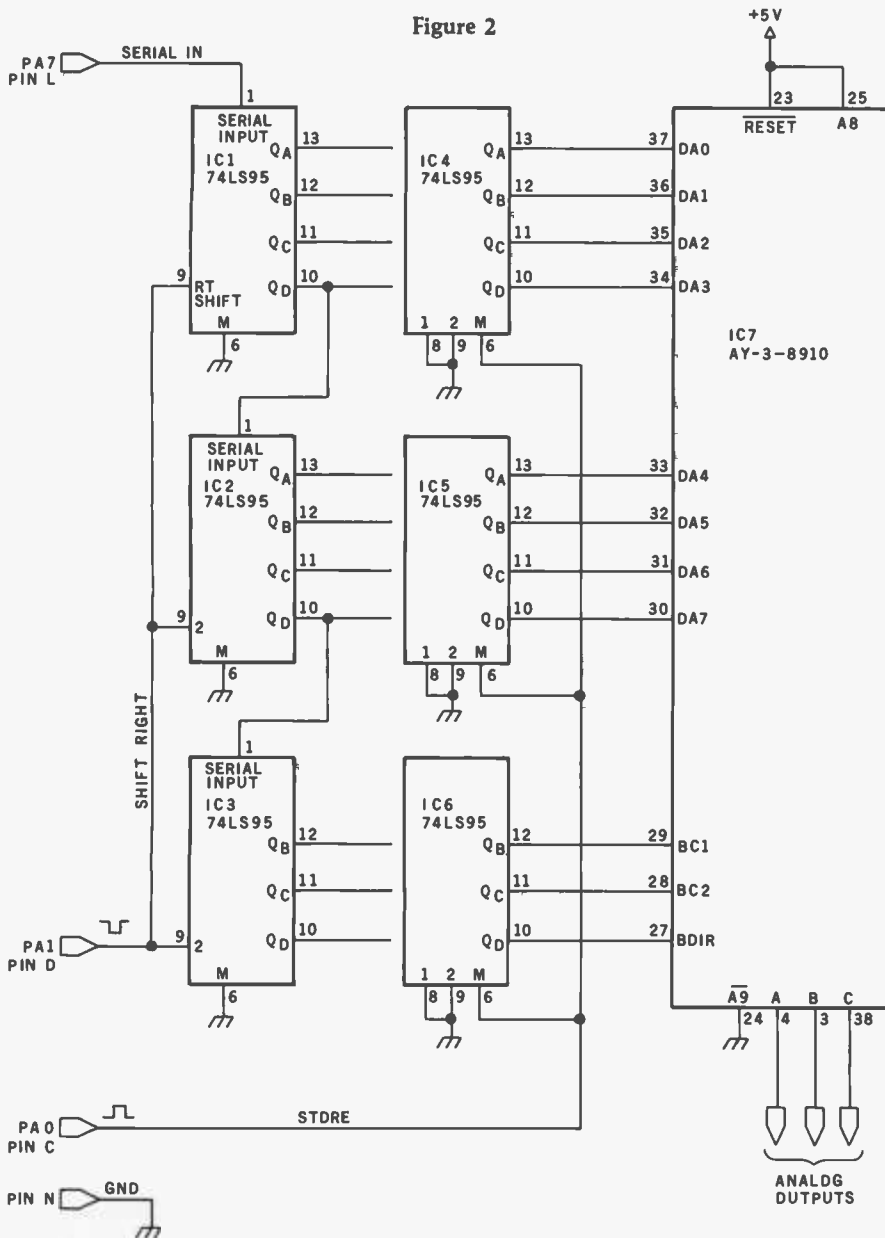 Figure 2
+5V
PA7
PIN L
SERIAL IN
1
SERIAL
INPUT
IC1
74LS95
QA 13
QB 12
QC 11
QD 10
9 RT
SHIFT
M
6
IC4
74LS95
QA 13
QB 12
QC 11
QD 10
1 2 M
8 9 6
23 25
RESET A8
37 DA0
36 DA1
35 DA2
34 DA3
IC7
AY-3-8910
1
SERIAL
INPUT
IC2
74LS95
QA 13
QB 12
QC 11
QD 10
9 2
M
6
IC5
74LS95
QA 13
QB 12
QC 11
QD 10
1 2 M
8 9 6
33 DA4
32 DA5
31 DA6
30 DA7
SHIFT RIGHT
1
SERIAL
INPUT
IC3
74LS95
QB 12
QC 11
QD 10
9 2
M
6
IC6
74LS95
QB 12
QC 11
QD 10
1 2 M
8 9 6
29 BC1
28 BC2
27 BDIR
PA1
PIN D
A9 A B C
24 4 3 38
PA0
PIN C
STDRE
PIN N GND
ANALDG
DUTPUTS